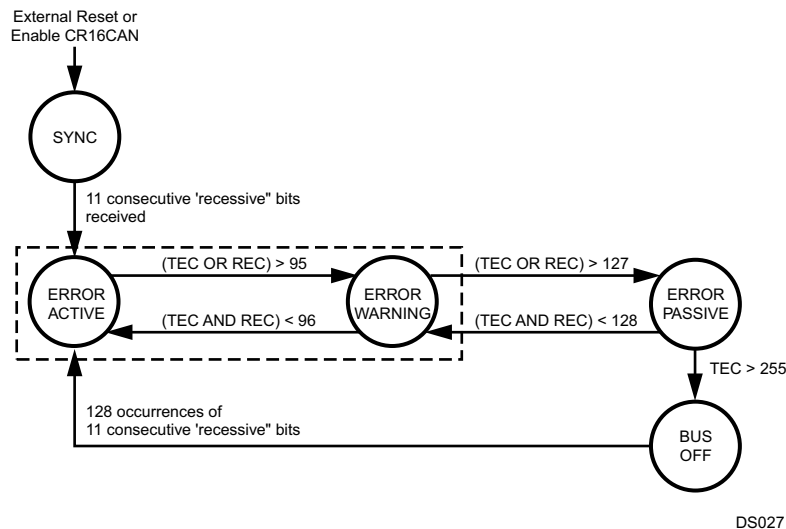 External Reset or
Enable CR16CAN
SYNC
11 consecutive 'recessive" bits
received
(TEC OR REC) > 95
(TEC OR REC) > 127
ERROR
ACTIVE
ERROR
WARNING
ERROR
PASSIVE
(TEC AND REC) < 96
(TEC AND REC) < 128
TEC > 255
128 occurrences of
11 consecutive 'recessive" bits
BUS
OFF
DS027